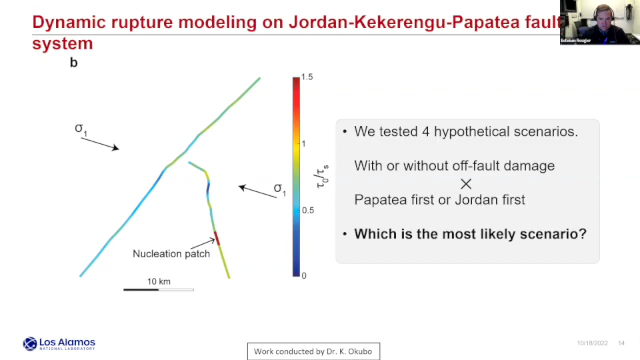 Dynamic rupture modeling on Jordan-Kekerengu-Papatea fault
system
b
σ1
σ1
Nucleation patch
10 km
1.5
1
0.5
0
τ0/τs
• We tested 4 hypothetical scenarios.
With or without off-fault damage
×
Papatea first or Jordan first
• Which is the most likely scenario?
Esteban Rougier
Los Alamos
NATIONAL LABORATORY
Work conducted by Dr. K. Okubo
10/18/2022 14